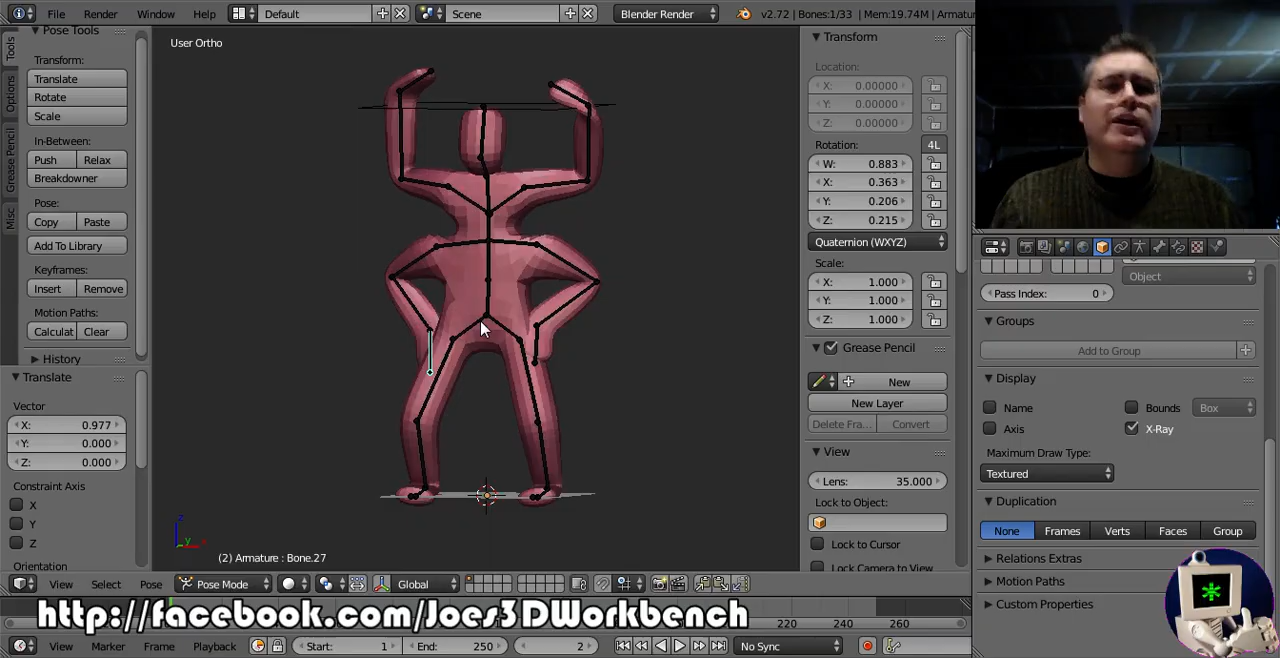 File Render Window Help Default Scene Blender Render v2.72 | Bones:1/33 | Mem:19.74M | Armatur
Tools
Options
Grease Pencil
Misc
Pose Tools
Transform:
Translate
Rotate
Scale
In-Between:
Push Relax
Breakdowner
Pose:
Copy Paste
Add To Library
Keyframes:
Insert Remove
Motion Paths:
Calculat Clear
History
Translate
Vector
X: 0.977
Y: 0.000
Z: 0.000
Constraint Axis
X
Y
Z
Orientation
User Ortho
z
y
x
(2) Armature : Bone.27
Transform
Location:
X: 0.00000
Y: 0.00000
Z: 0.00000
Rotation: 4L
W: 0.883
X: 0.363
Y: 0.206
Z: 0.215
Quaternion (WXYZ)
Scale:
X: 1.000
Y: 1.000
Z: 1.000
Grease Pencil
New
New Layer
Delete Fra... Convert
View
Lens: 35.000
Lock to Object:
Lock to Cursor
Lock Camera to View
Object
Pass Index: 0
Groups
Add to Group
Display
Name Bounds Box
Axis X-Ray
Maximum Draw Type:
Textured
Duplication
None Frames Verts Faces Group
Relations Extras
Motion Paths
Custom Properties
View Select Pose Pose Mode Global
http://facebook.com/Joes3DWorkbench
220 240 260
View Marker Frame Playback Start: 1 End: 250 2 No Sync